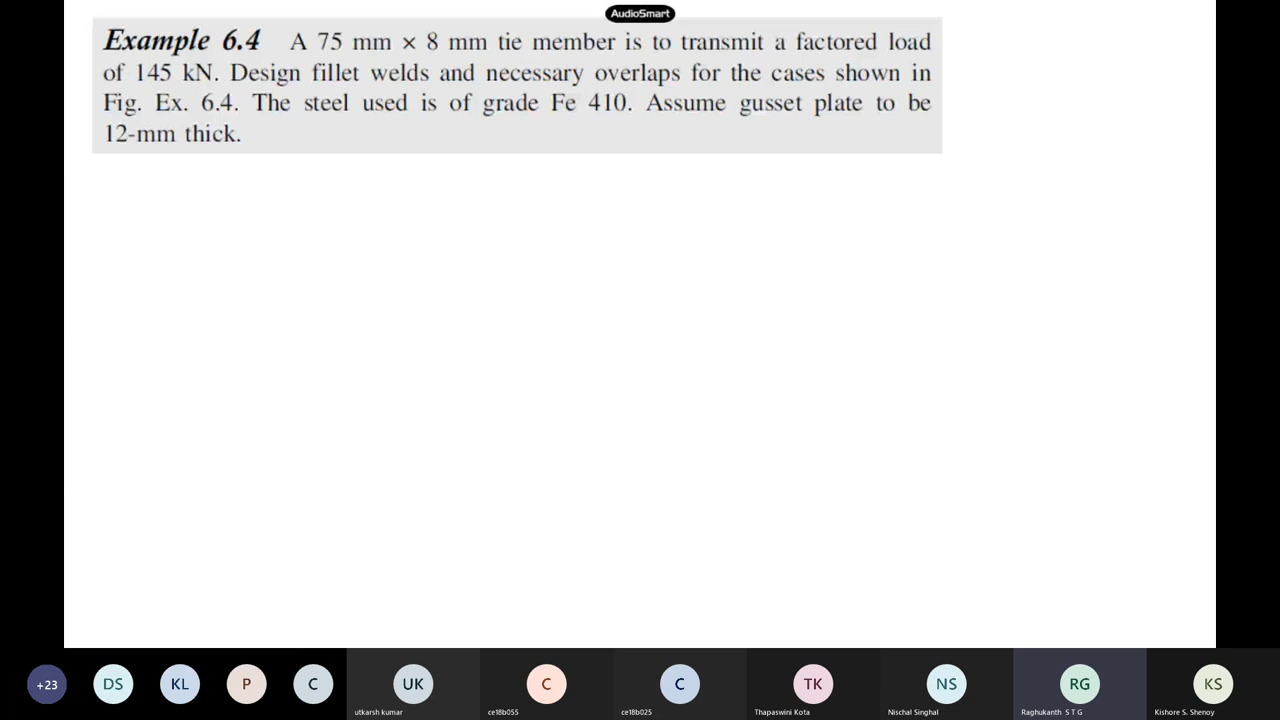 AudioSmart
Example 6.4 A 75 mm × 8 mm tie member is to transmit a factored load
of 145 kN. Design fillet welds and necessary overlaps for the cases shown in
Fig. Ex. 6.4. The steel used is of grade Fe 410. Assume gusset plate to be
12-mm thick.
+23 DS KL P C UK C C TK NS RG KS
utkarsh kumar ce18b055 ce18b025 Thapaswini Kota Nischal Singhal Raghukanth S T G Kishore S. Shenoy